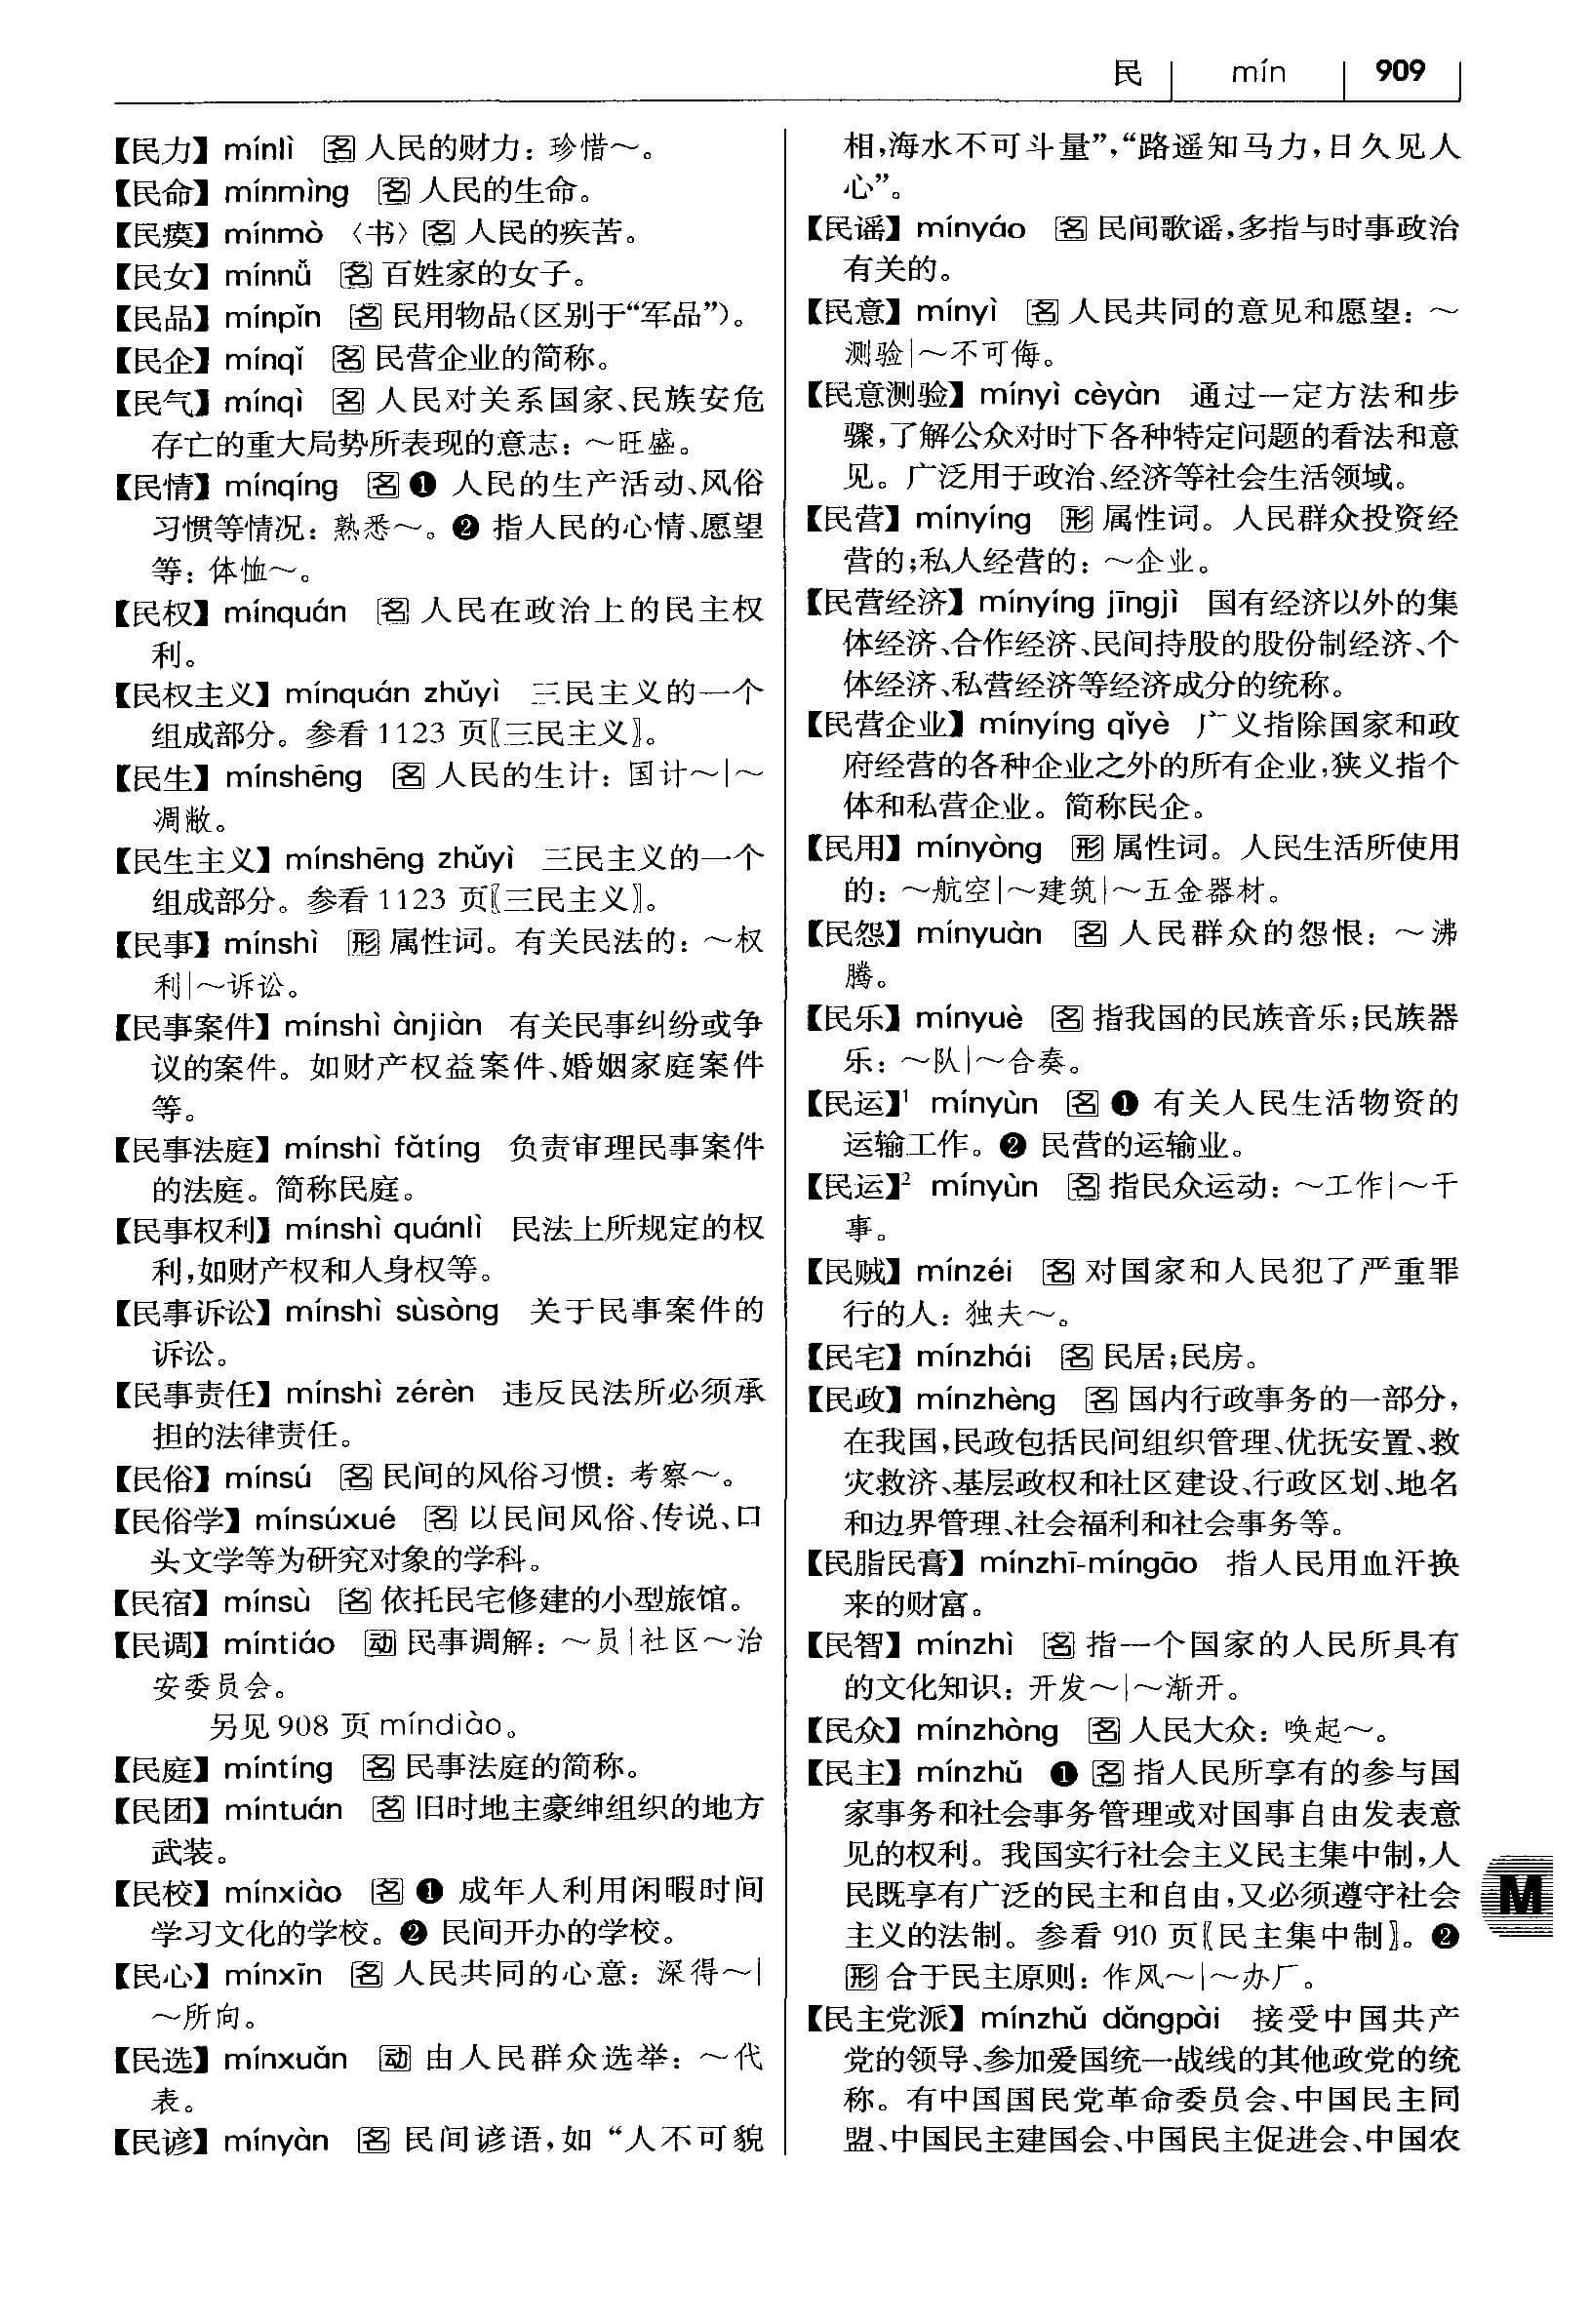 民 mín 909
【民力】mínlì 名 人民的财力：珍惜～。
【民命】mínmìng 名 人民的生命。
【民瘼】mínmò 〈书〉名 人民的疾苦。
【民女】mínnǚ 名 百姓家的女子。
【民品】mínpǐn 名 民用物品(区别于“军品”)。
【民企】mínqǐ 名 民营企业的简称。
【民气】mínqì 名 人民对关系国家、民族安危
存亡的重大局势所表现的意志：～旺盛。
【民情】mínqíng 名❶ 人民的生产活动、风俗
习惯等情况：熟悉～。❷ 指人民的心情、愿望
等：体恤～。
【民权】mínquán 名 人民在政治上的民主权
利。
【民权主义】mínquán zhǔyì 三民主义的一个
组成部分。参看 1123 页〖三民主义〗。
【民生】mínshēng 名 人民的生计：国计～|～
凋敝。
【民生主义】mínshēng zhǔyì 三民主义的一个
组成部分。参看 1123 页〖三民主义〗。
【民事】mínshì 形 属性词。有关民法的：～权
利|～诉讼。
【民事案件】mínshì ànjiàn 有关民事纠纷或争
议的案件。如财产权益案件、婚姻家庭案件
等。
【民事法庭】mínshì fǎtíng 负责审理民事案件
的法庭。简称民庭。
【民事权利】mínshì quánlì 民法上所规定的权
利，如财产权和人身权等。
【民事诉讼】mínshì sùsòng 关于民事案件的
诉讼。
【民事责任】mínshì zérèn 违反民法所必须承
担的法律责任。
【民俗】mínsú 名 民间的风俗习惯：考察～。
【民俗学】mínsúxué 名 以民间风俗、传说、口
头文学等为研究对象的学科。
【民宿】mínsù 名 依托民宅修建的小型旅馆。
【民调】míntiáo 动 民事调解：～员|社区～治
安委员会。
另见 908 页 míndiào。
【民庭】míntíng 名 民事法庭的简称。
【民团】míntuán 名 旧时地主豪绅组织的地方
武装。
【民校】mínxiào 名❶ 成年人利用闲暇时间
学习文化的学校。❷ 民间开办的学校。
【民心】mínxīn 名 人民共同的心意：深得～|
～所向。
【民选】mínxuǎn 动 由人民群众选举：～代
表。
【民谚】mínyàn 名 民间谚语，如“人不可貌
相，海水不可斗量”，“路遥知马力，日久见人
心”。
【民谣】mínyáo 名 民间歌谣，多指与时事政治
有关的。
【民意】mínyì 名 人民共同的意见和愿望：～
测验|～不可侮。
【民意测验】mínyì cèyàn 通过一定方法和步
骤，了解公众对时下各种特定问题的看法和意
见。广泛用于政治、经济等社会生活领域。
【民营】mínyíng 形 属性词。人民群众投资经
营的；私人经营的：～企业。
【民营经济】mínyíng jīngjì 国有经济以外的集
体经济、合作经济、民间持股的股份制经济、个
体经济、私营经济等经济成分的统称。
【民营企业】mínyíng qǐyè 广义指除国家和政
府经营的各种企业之外的所有企业，狭义指个
体和私营企业。简称民企。
【民用】mínyòng 形 属性词。人民生活所使用
的：～航空|～建筑|～五金器材。
【民怨】mínyuàn 名 人民群众的怨恨：～沸
腾。
【民乐】mínyuè 名 指我国的民族音乐；民族器
乐：～队|～合奏。
【民运】¹ mínyùn 名❶ 有关人民生活物资的
运输工作。❷ 民营的运输业。
【民运】² mínyùn 名 指民众运动：～工作|～干
事。
【民贼】mínzéi 名 对国家和人民犯了严重罪
行的人：独夫～。
【民宅】mínzhái 名 民居；民房。
【民政】mínzhèng 名 国内行政事务的一部分，
在我国，民政包括民间组织管理、优抚安置、救
灾救济、基层政权和社区建设、行政区划、地名
和边界管理、社会福利和社会事务等。
【民脂民膏】mínzhī-míngāo 指人民用血汗换
来的财富。
【民智】mínzhì 名 指一个国家的人民所具有
的文化知识：开发～|～渐开。
【民众】mínzhòng 名 人民大众：唤起～。
【民主】mínzhǔ ❶ 名 指人民所享有的参与国
家事务和社会事务管理或对国事自由发表意
见的权利。我国实行社会主义民主集中制，人
民既享有广泛的民主和自由，又必须遵守社会
主义的法制。参看 910 页〖民主集中制〗。❷
形 合于民主原则：作风～|～办厂。
【民主党派】mínzhǔ dǎngpài 接受中国共产
党的领导、参加爱国统一战线的其他政党的统
称。有中国国民党革命委员会、中国民主同
盟、中国民主建国会、中国民主促进会、中国农
M